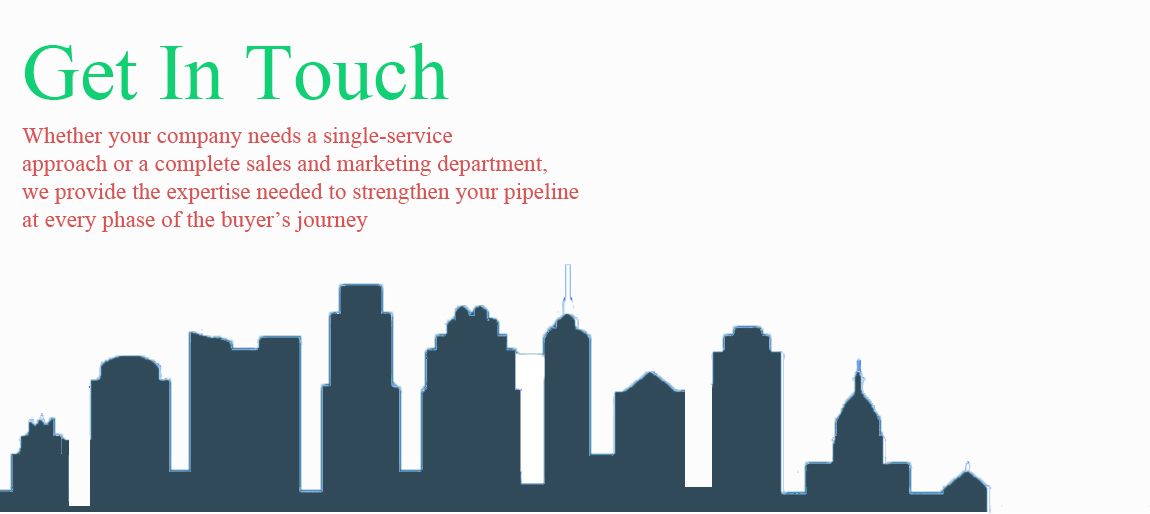 Get In Touch
Whether your company needs a single-service
approach or a complete sales and marketing department,
we provide the expertise needed to strengthen your pipeline
at every phase of the buyer’s journey